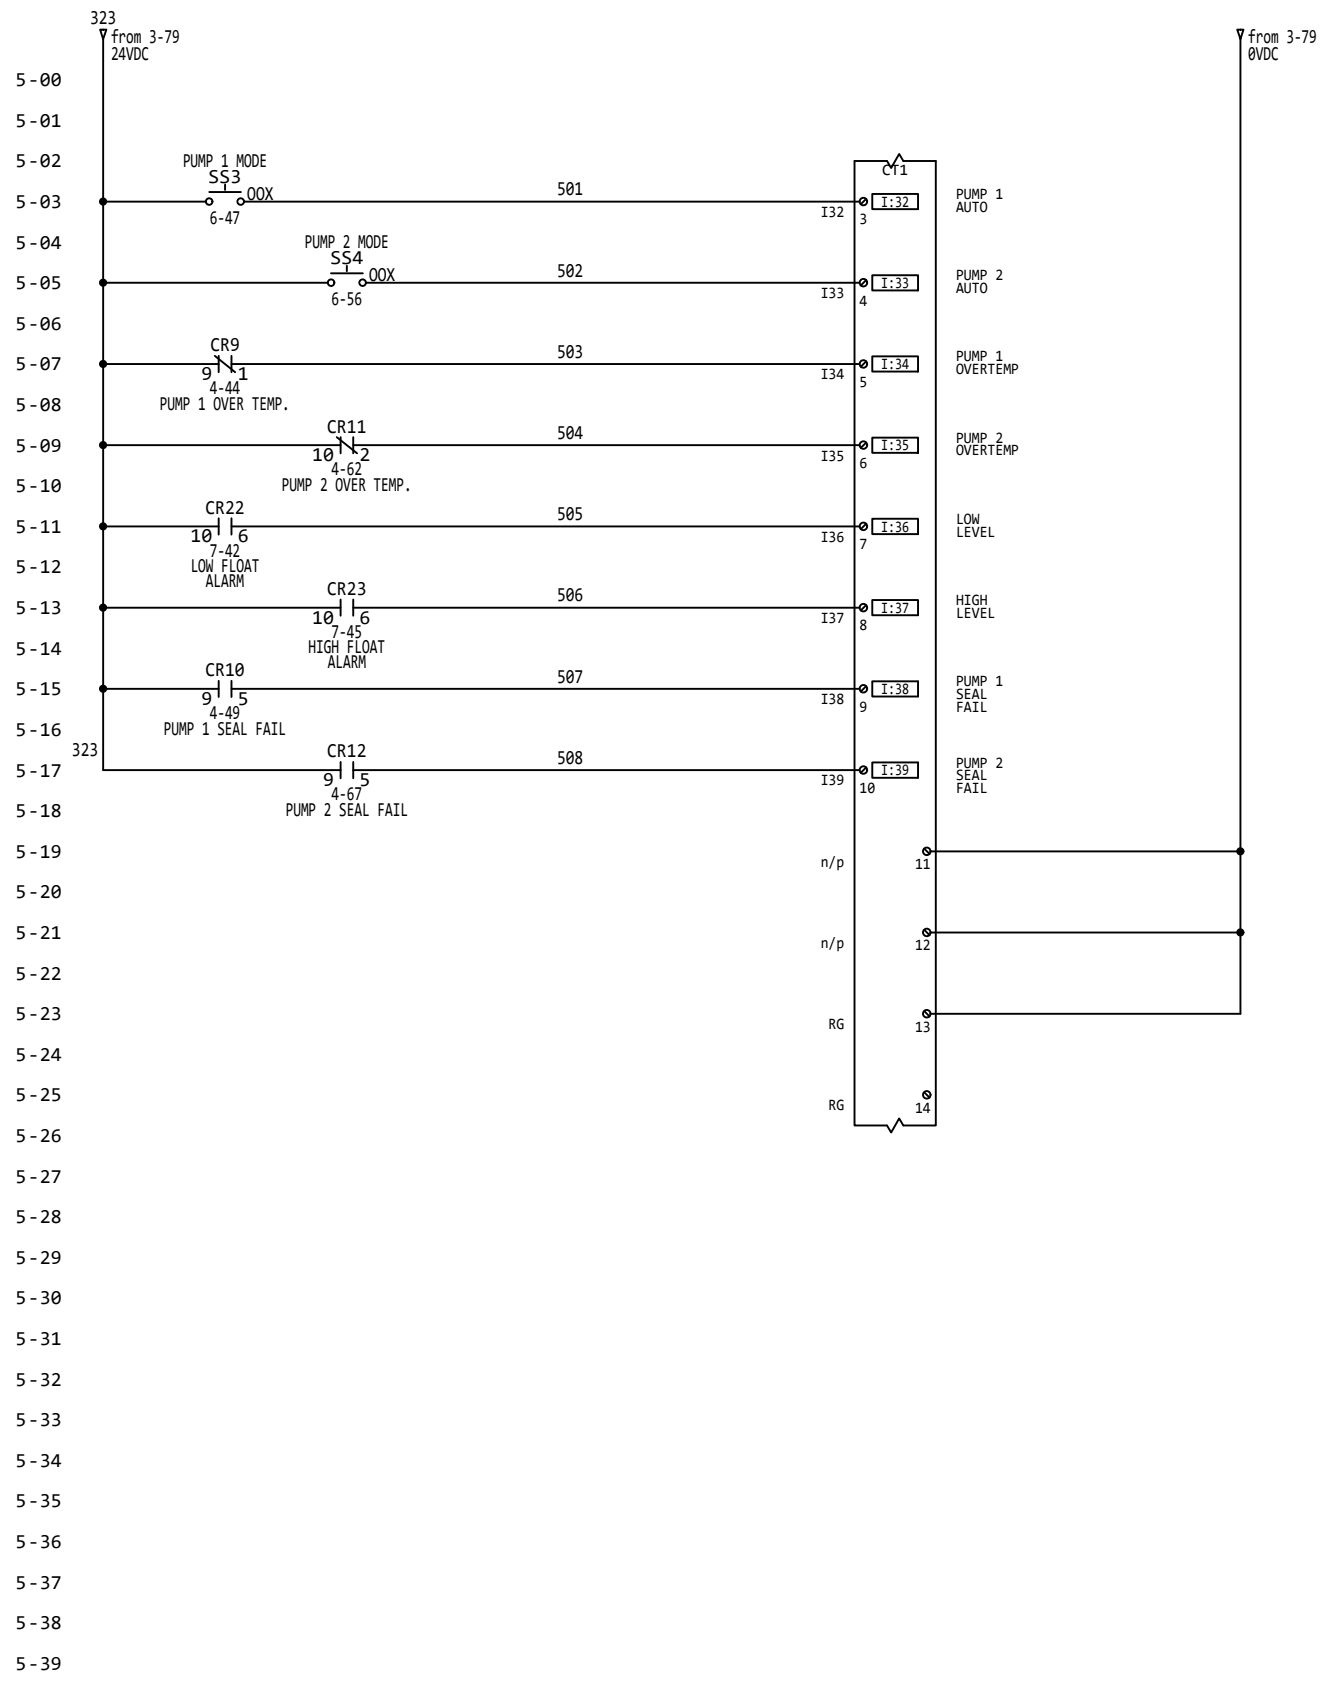 323
from 3-79
24VDC
from 3-79
0VDC
5-00
5-01
5-02
PUMP 1 MODE
SS3
OOX
6-47
CT1
5-03
501
I32
3
I:32
PUMP 1
AUTO
5-04
PUMP 2 MODE
SS4
OOX
6-56
5-05
502
I33
4
I:33
PUMP 2
AUTO
5-06
CR9
5-07
503
9
1
4-44
PUMP 1 OVER TEMP.
I34
5
I:34
PUMP 1
OVERTEMP
5-08
CR11
5-09
504
10
2
4-62
PUMP 2 OVER TEMP.
I35
6
I:35
PUMP 2
OVERTEMP
5-10
CR22
5-11
505
10
6
7-42
LOW FLOAT
ALARM
I36
7
I:36
LOW
LEVEL
5-12
CR23
5-13
506
10
6
7-45
HIGH FLOAT
ALARM
I37
8
I:37
HIGH
LEVEL
5-14
CR10
5-15
507
9
5
4-49
PUMP 1 SEAL FAIL
I38
9
I:38
PUMP 1
SEAL
FAIL
5-16
323
CR12
5-17
508
9
5
4-67
PUMP 2 SEAL FAIL
I39
10
I:39
PUMP 2
SEAL
FAIL
5-18
5-19
n/p
11
5-20
5-21
n/p
12
5-22
5-23
RG
13
5-24
5-25
RG
14
5-26
5-27
5-28
5-29
5-30
5-31
5-32
5-33
5-34
5-35
5-36
5-37
5-38
5-39